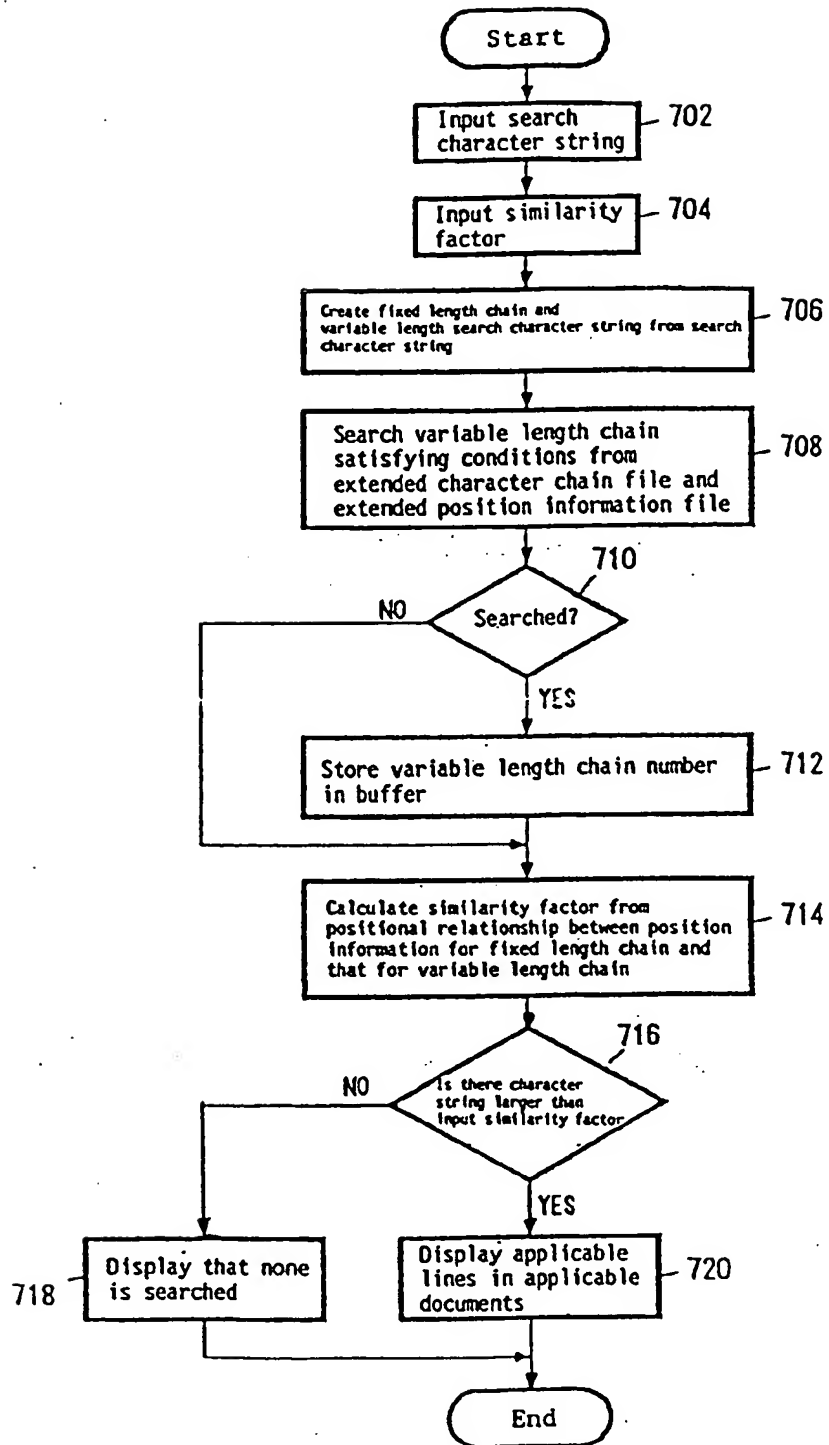 Start
Input search
character string
702
Input similarity
factor
704
Create fixed length chain and
variable length search character string from search
character string
706
Search variable length chain
satisfying conditions from
extended character chain file and
extended position information file
708
710
NO
Searched?
YES
Store variable length chain number
in buffer
712
Calculate similarity factor from
positional relationship between position
information for fixed length chain and
that for variable length chain
714
716
NO
Is there character
string larger than
input similarity factor
YES
Display that none
is searched
718
Display applicable
lines in applicable
documents
720
End